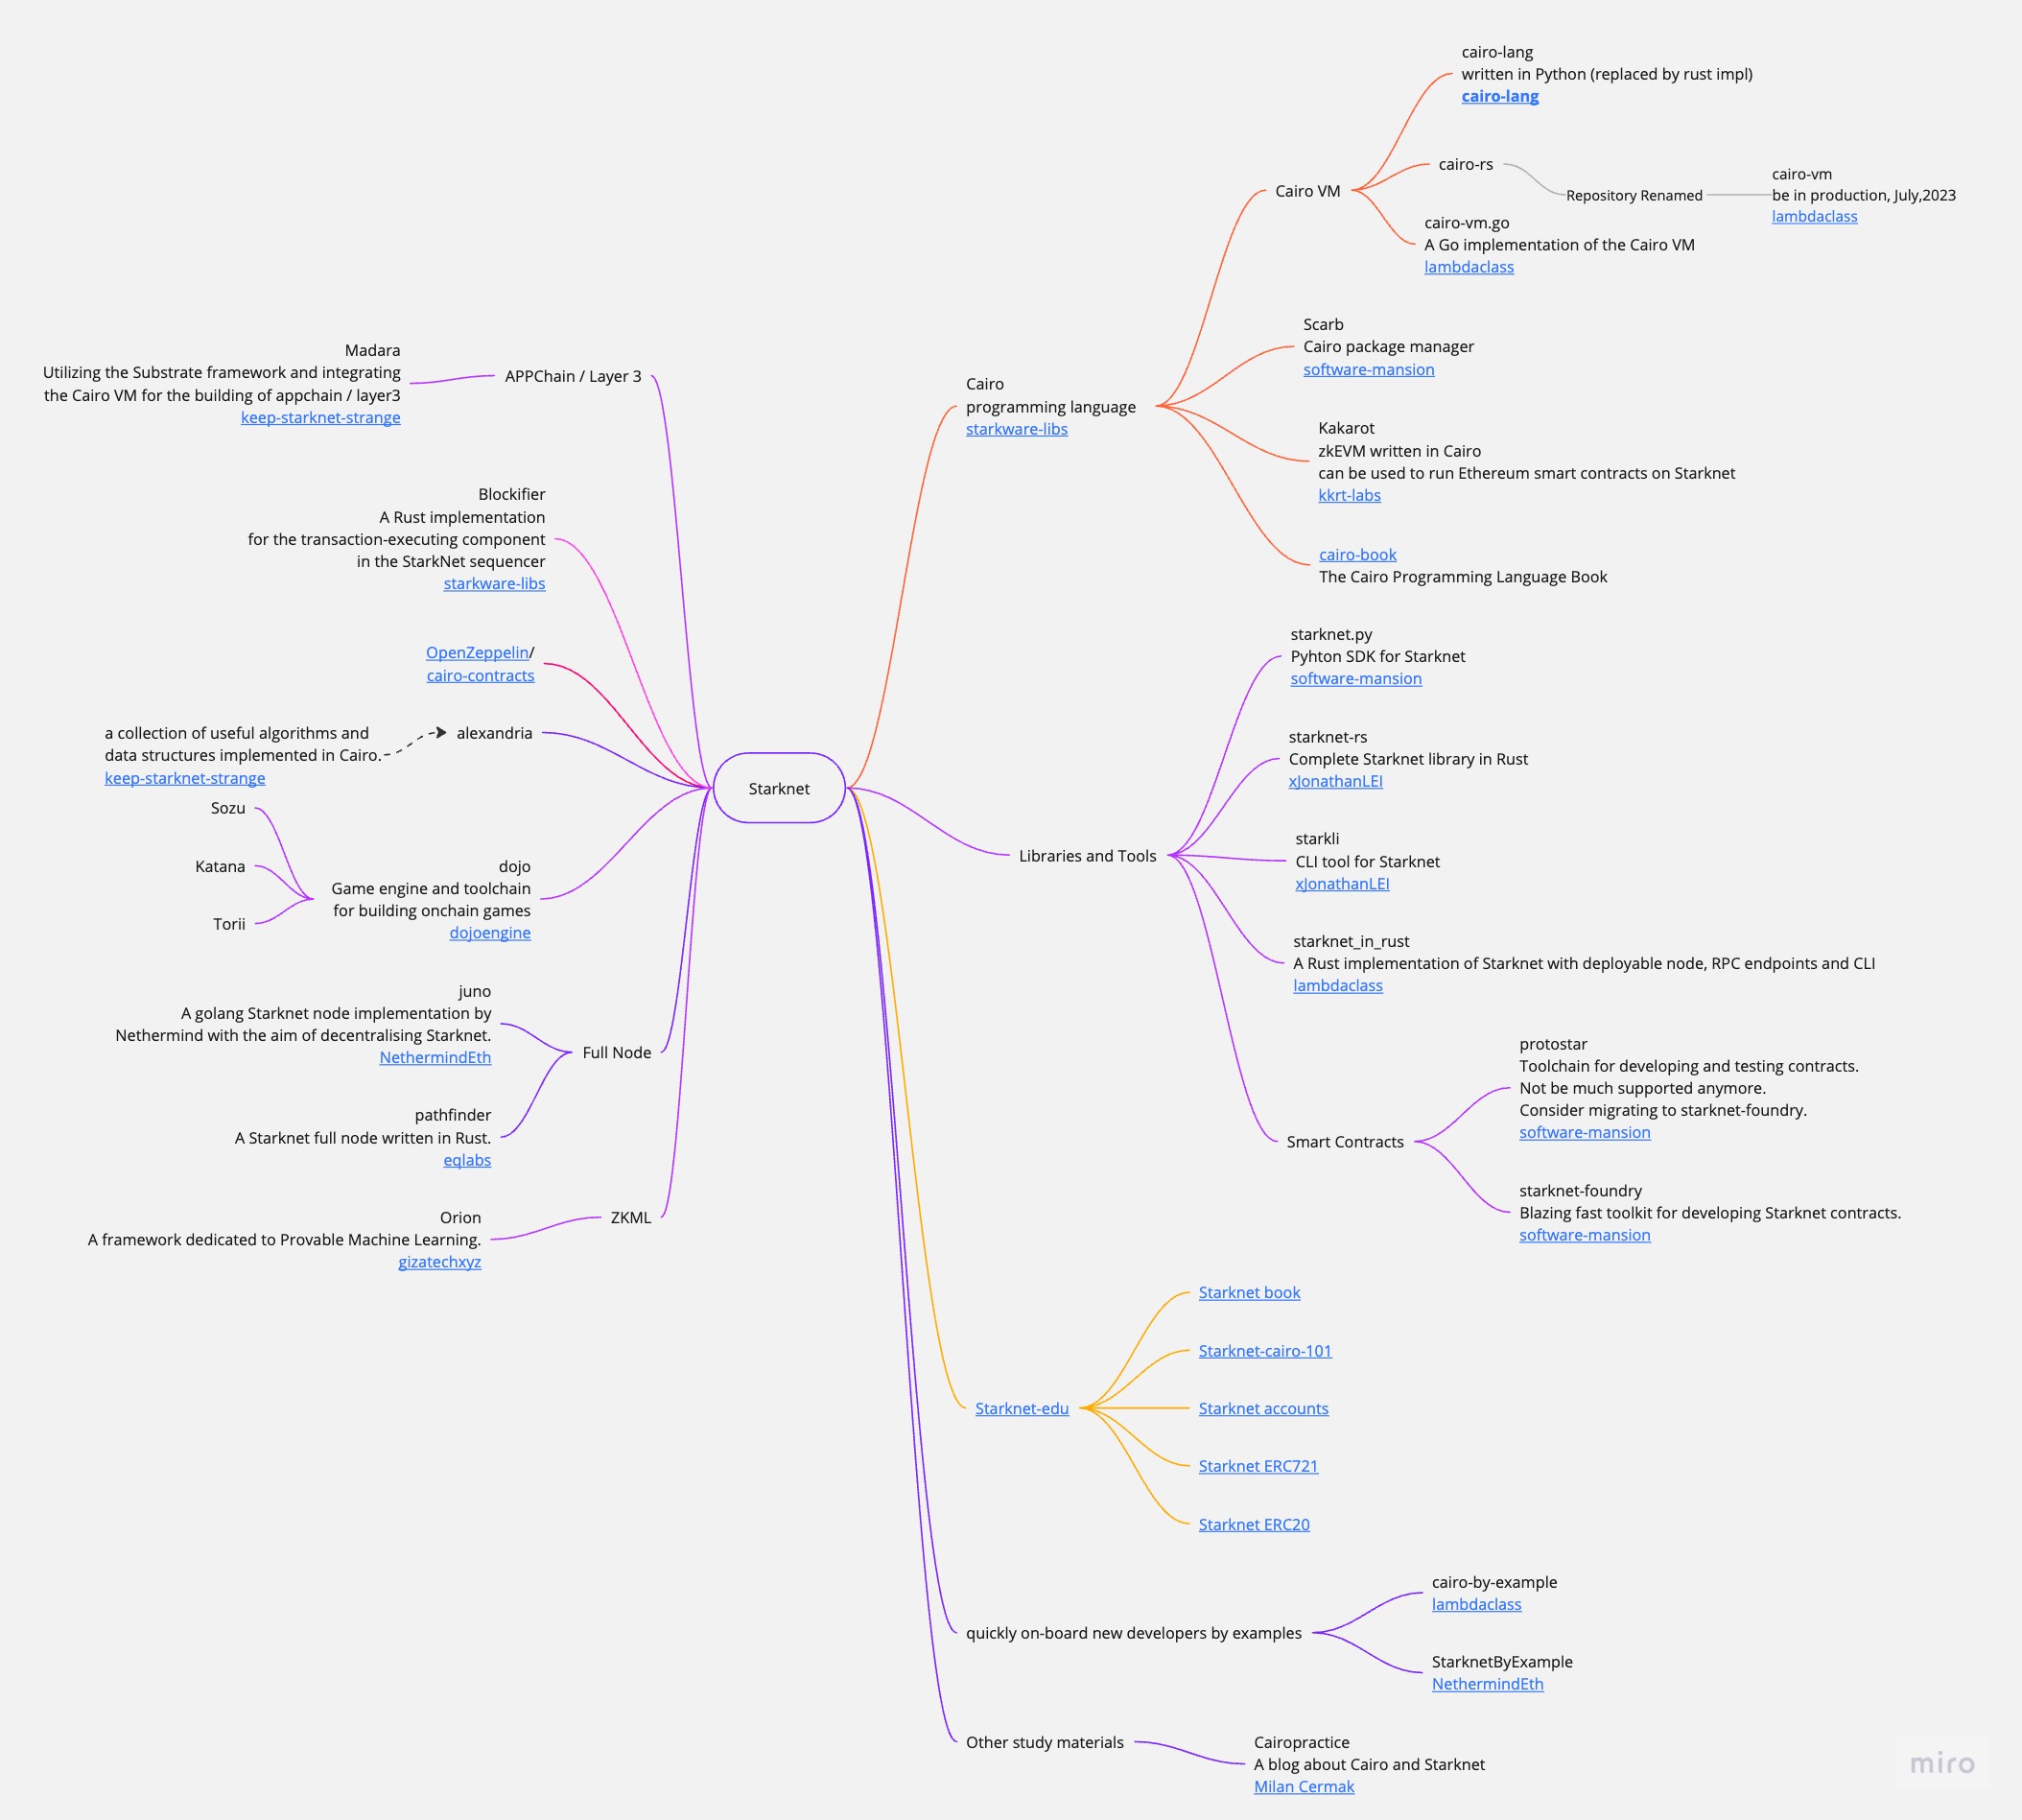 Starknet
Cairo
programming language
starkware-libs
Cairo VM
cairo-lang
written in Python (replaced by rust impl)
cairo-lang
cairo-rs
Repository Renamed
cairo-vm
be in production, July,2023
lambdaclass
cairo-vm.go
A Go implementation of the Cairo VM
lambdaclass
Scarb
Cairo package manager
software-mansion
Kakarot
zkEVM written in Cairo
can be used to run Ethereum smart contracts on Starknet
kkrt-labs
cairo-book
The Cairo Programming Language Book
Libraries and Tools
starknet.py
Pyhton SDK for Starknet
software-mansion
starknet-rs
Complete Starknet library in Rust
xJonathanLEI
starkli
CLI tool for Starknet
xJonathanLEI
starknet_in_rust
A Rust implementation of Starknet with deployable node, RPC endpoints and CLI
lambdaclass
Smart Contracts
protostar
Toolchain for developing and testing contracts.
Not be much supported anymore.
Consider migrating to starknet-foundry.
software-mansion
starknet-foundry
Blazing fast toolkit for developing Starknet contracts.
software-mansion
Starknet-edu
Starknet book
Starknet-cairo-101
Starknet accounts
Starknet ERC721
Starknet ERC20
quickly on-board new developers by examples
cairo-by-example
lambdaclass
StarknetByExample
NethermindEth
Other study materials
Cairopractice
A blog about Cairo and Starknet
Milan Cermak
APPChain / Layer 3
Madara
Utilizing the Substrate framework and integrating
the Cairo VM for the building of appchain / layer3
keep-starknet-strange
Blockifier
A Rust implementation
for the transaction-executing component
in the StarkNet sequencer
starkware-libs
OpenZeppelin/
cairo-contracts
alexandria
a collection of useful algorithms and
data structures implemented in Cairo.
keep-starknet-strange
dojo
Game engine and toolchain
for building onchain games
dojoengine
Sozu
Katana
Torii
Full Node
juno
A golang Starknet node implementation by
Nethermind with the aim of decentralising Starknet.
NethermindEth
pathfinder
A Starknet full node written in Rust.
eqlabs
ZKML
Orion
A framework dedicated to Provable Machine Learning.
gizatechxyz
miro